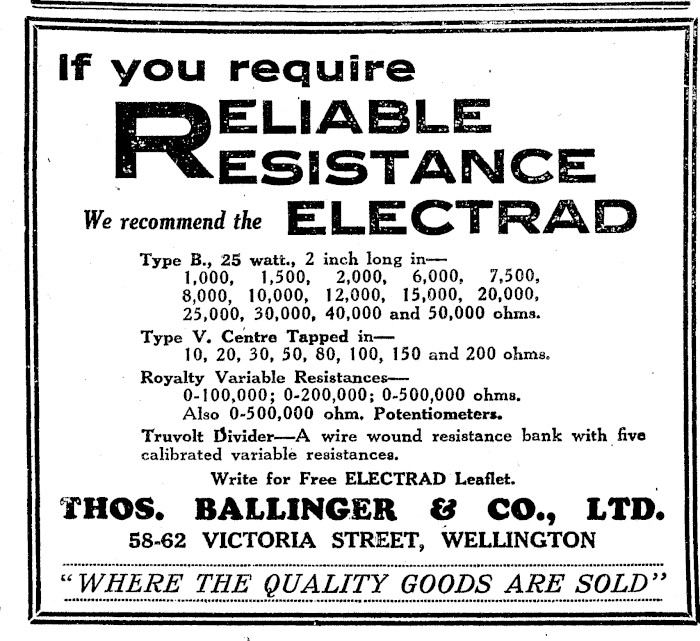 If you require
RELIABLE
RESISTANCE
We recommend the ELECTRAD
Type B., 25 watt., 2 inch long in—
1,000, 1,500, 2,000, 6,000, 7,500,
8,000, 10,000, 12,000, 15,000, 20,000,
25,000, 30,000, 40,000 and 50,000 ohms.
Type V. Centre Tapped in—
10, 20, 30, 50, 80, 100, 150 and 200 ohms.
Royalty Variable Resistances—
0-100,000; 0-200,000; 0-500,000 ohms.
Also 0-500,000 ohm. Potentiometers.
Truvolt Divider—A wire wound resistance bank with five
calibrated variable resistances.
Write for Free ELECTRAD Leaflet.
THOS. BALLINGER & CO., LTD.
58-62 VICTORIA STREET, WELLINGTON
“WHERE THE QUALITY GOODS ARE SOLD”